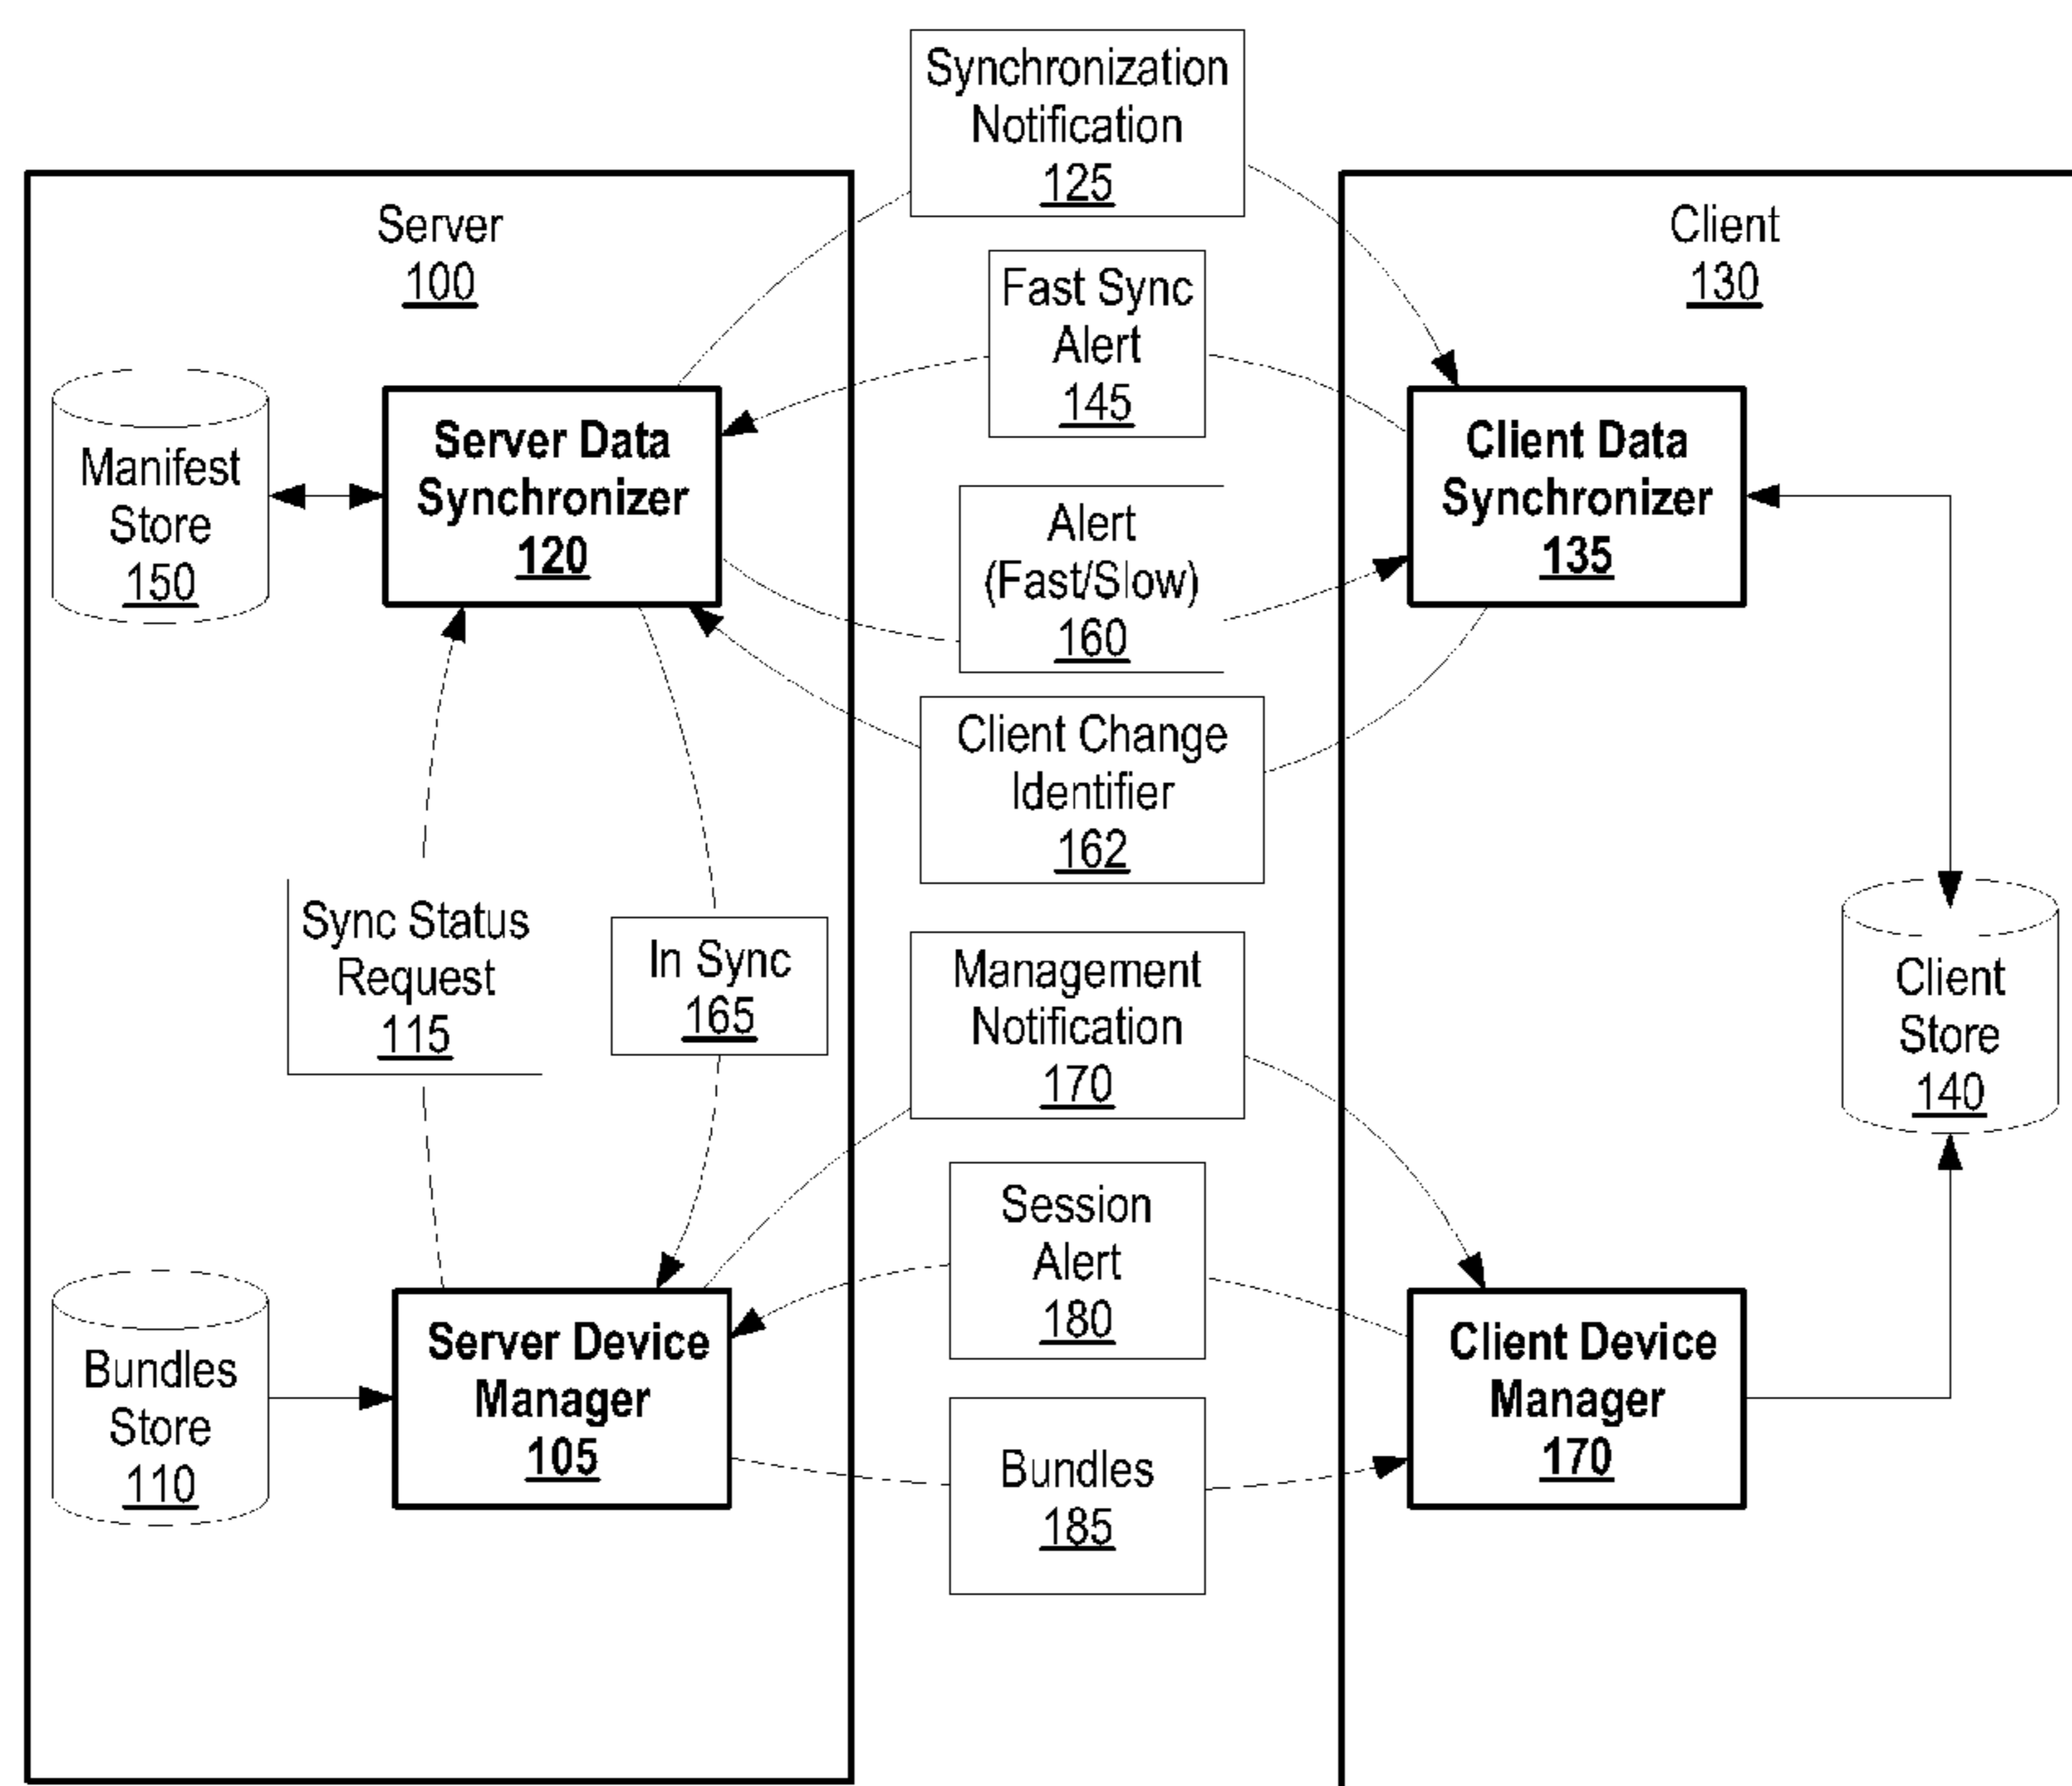 Synchronization
Notification
125
Server
100
Client
130
Fast Sync
Alert
145
Manifest
Store
150
Server Data
Synchronizer
120
Client Data
Synchronizer
135
Alert
(Fast/Slow)
160
Client Change
Identifier
162
Sync Status
Request
115
In Sync
165
Management
Notification
170
Client
Store
140
Session
Alert
180
Bundles
Store
110
Server Device
Manager
105
Client Device
Manager
170
Bundles
185